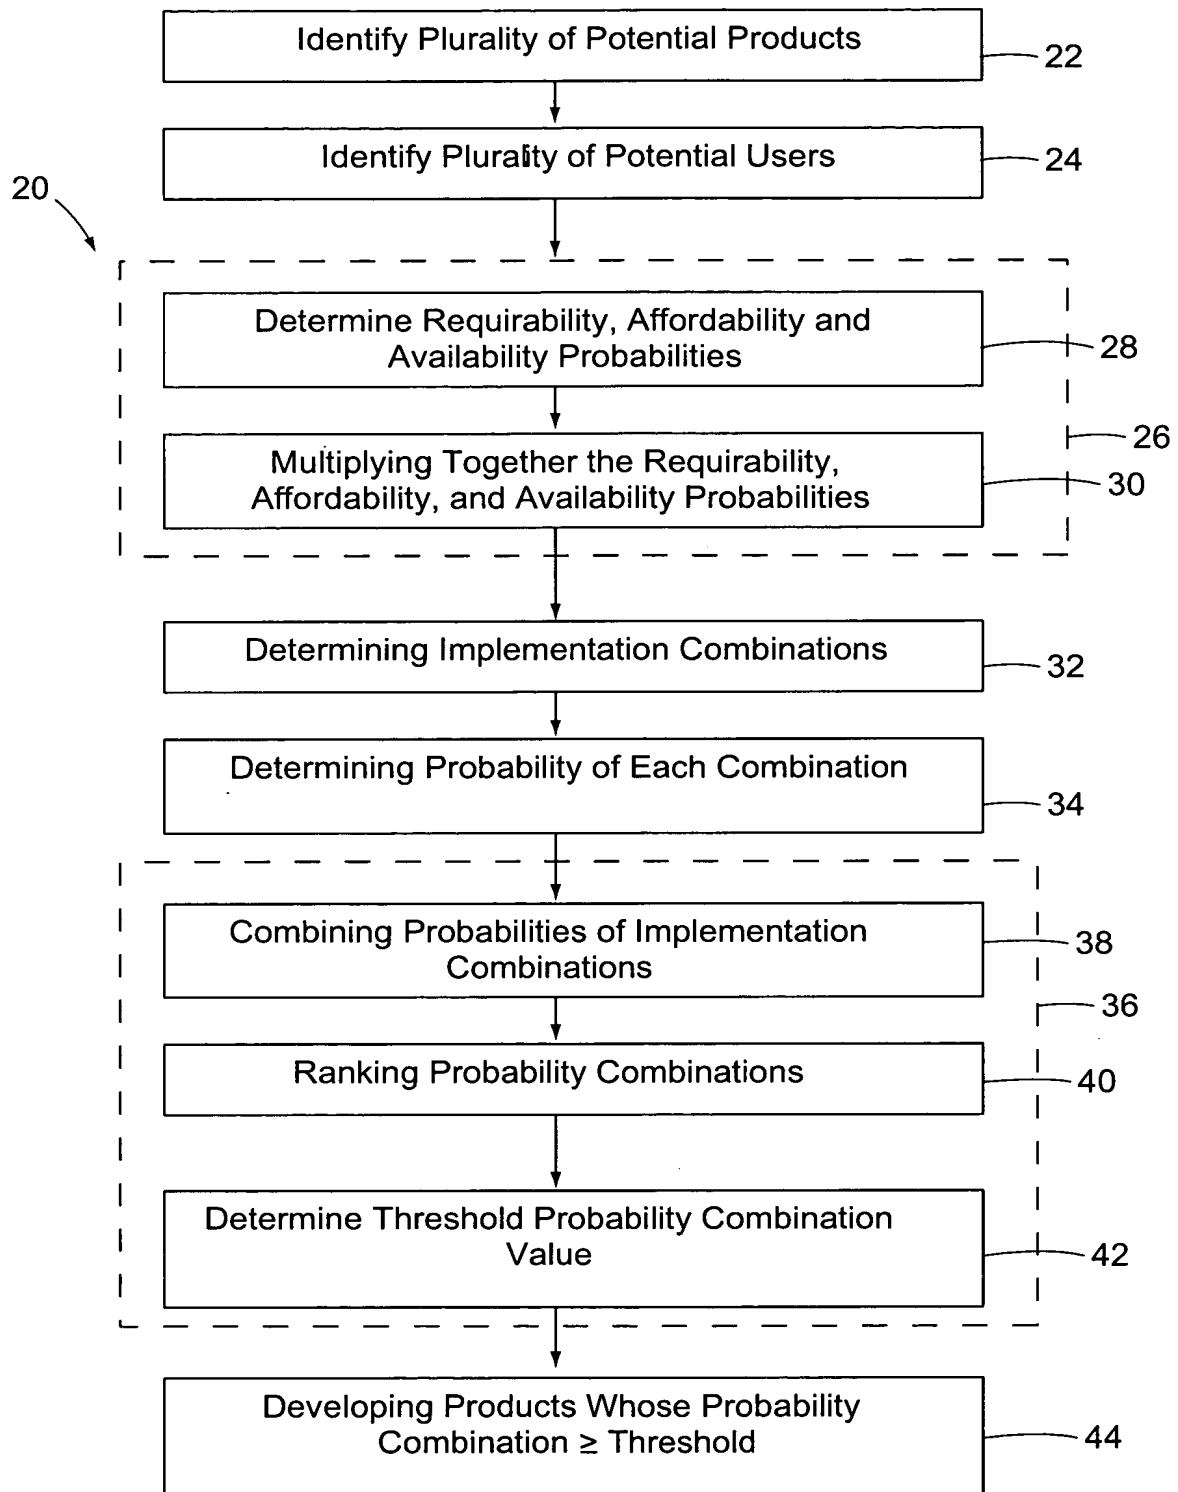 Identify Plurality of Potential Products
22
Identify Plurality of Potential Users
24
20
Determine Requirability, Affordability and
Availability Probabilities
28
26
Multiplying Together the Requirability,
Affordability, and Availability Probabilities
30
Determining Implementation Combinations
32
Determining Probability of Each Combination
34
Combining Probabilities of Implementation
Combinations
38
36
Ranking Probability Combinations
40
Determine Threshold Probability Combination
Value
42
Developing Products Whose Probability
Combination ≥ Threshold
44